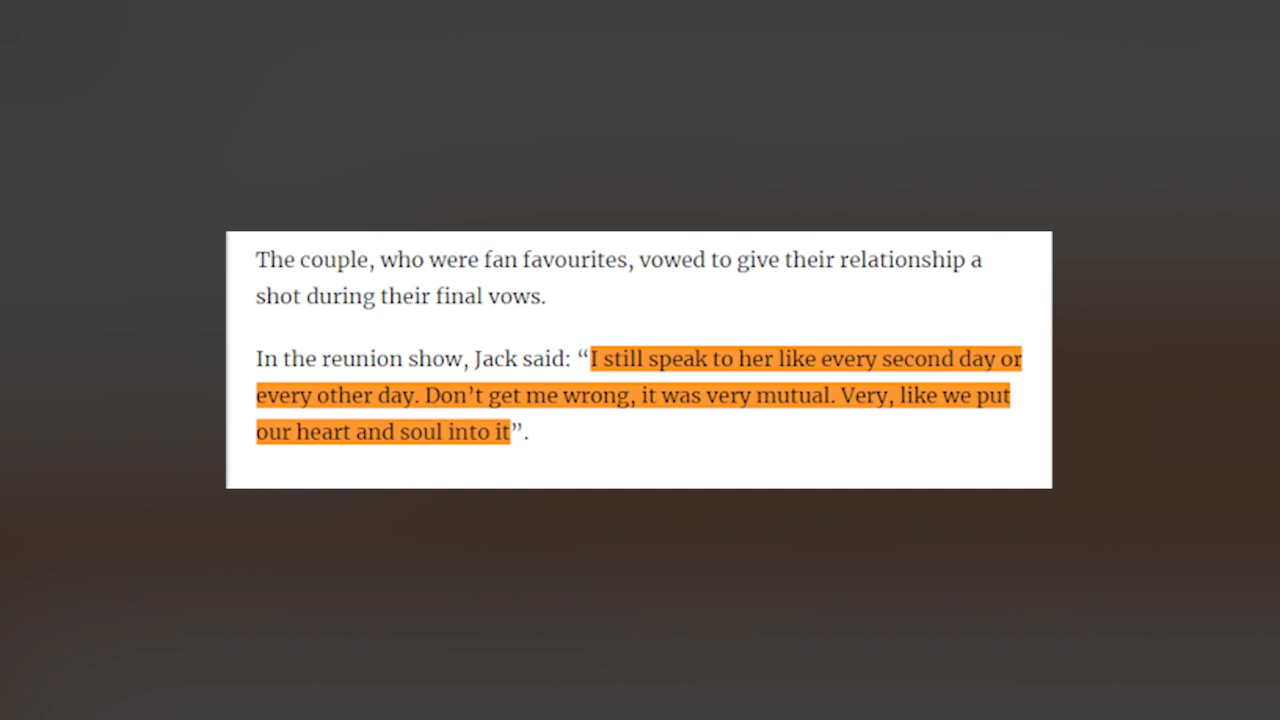 The couple, who were fan favourites, vowed to give their relationship a
shot during their final vows.
In the reunion show, Jack said: “I still speak to her like every second day or
every other day. Don’t get me wrong, it was very mutual. Very, like we put
our heart and soul into it”.